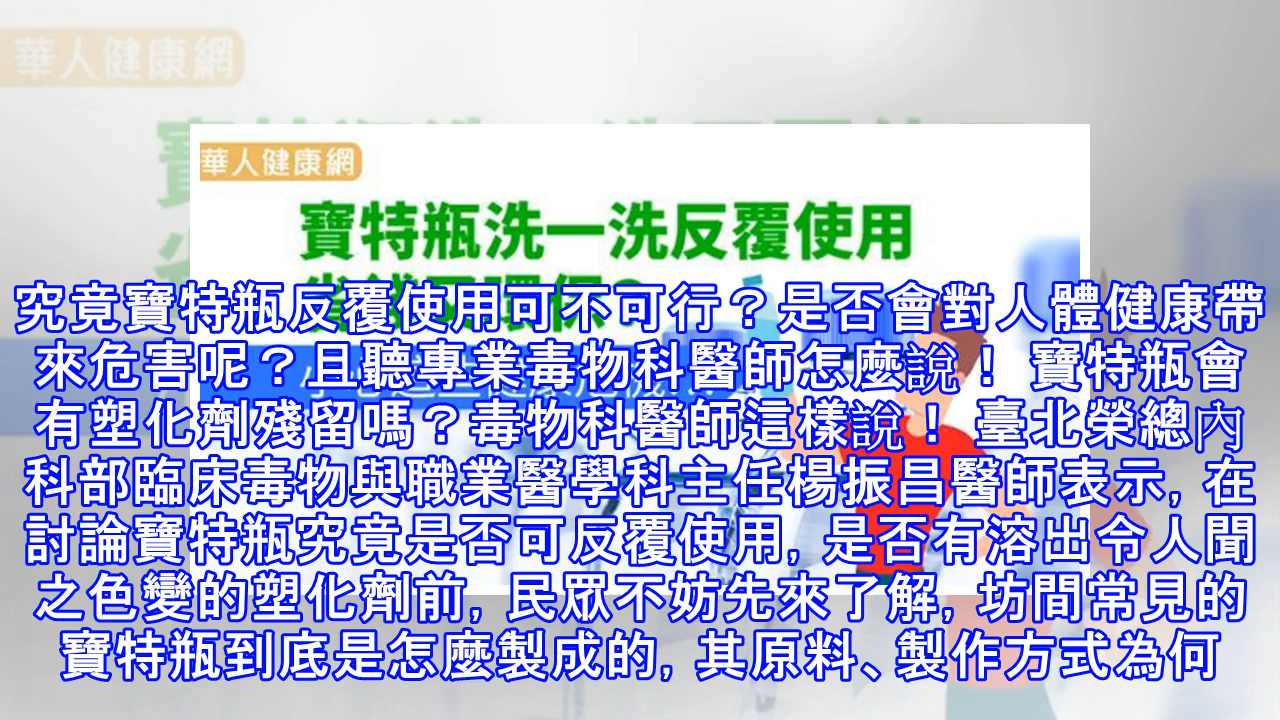 華人健康網
華人健康網
寶特瓶洗一洗反覆使用
究竟寶特瓶反覆使用可不可行？是否會對人體健康帶
來危害呢？且聽專業毒物科醫師怎麼說！ 寶特瓶會
有塑化劑殘留嗎？毒物科醫師這樣說！ 臺北榮總內
科部臨床毒物與職業醫學科主任楊振昌醫師表示, 在
討論寶特瓶究竟是否可反覆使用, 是否有溶出令人聞
之色變的塑化劑前, 民眾不妨先來了解, 坊間常見的
寶特瓶到底是怎麼製成的, 其原料、製作方式為何